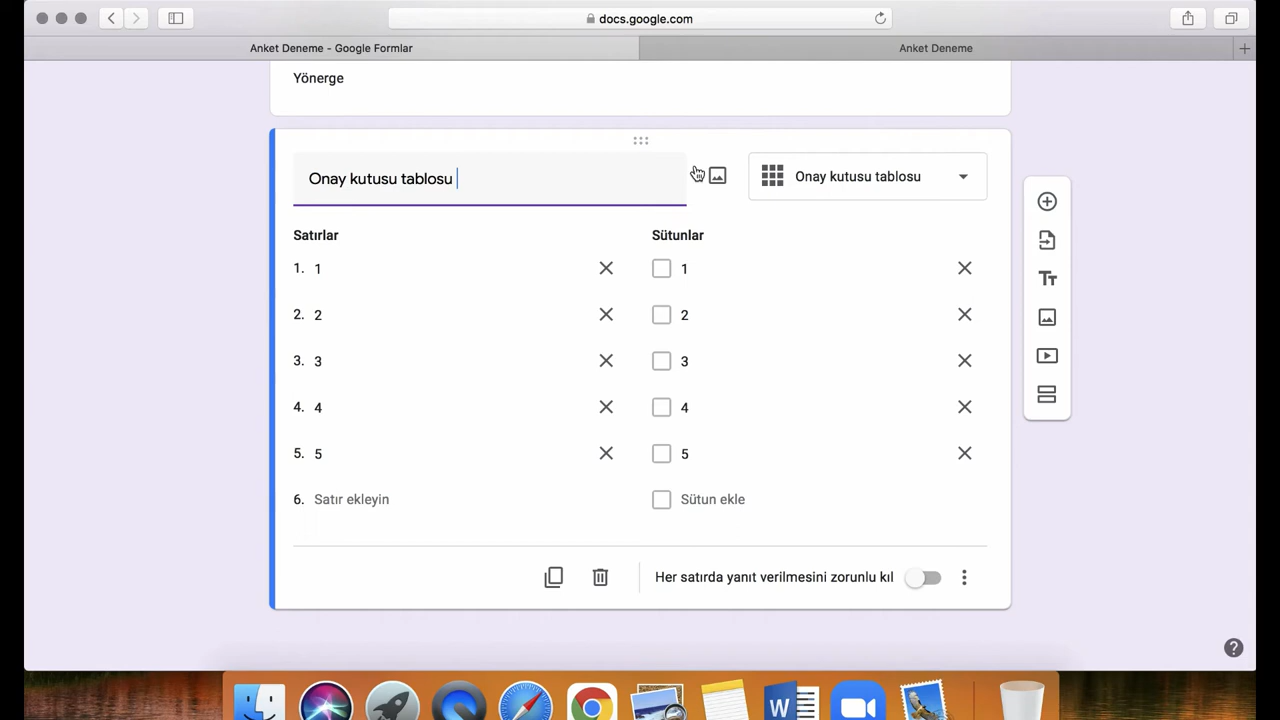 docs.google.com
Anket Deneme - Google Formlar
Anket Deneme
Yönerge
Onay kutusu tablosu
Onay kutusu tablosu
Satırlar
Sütunlar
1. 1
1
2. 2
2
3. 3
3
4. 4
4
5. 5
5
6. Satır ekleyin
Sütun ekle
Her satırda yanıt verilmesini zorunlu kıl